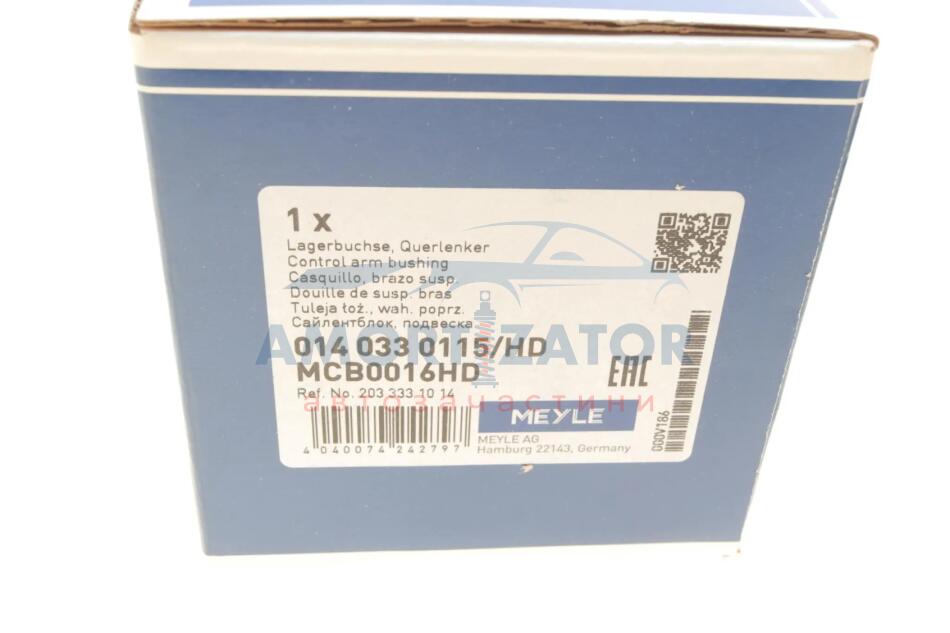 1 x
Lagerbuchse, Querlenker
Control arm bushing
Casquillo, brazo susp.
Douille de susp. bras
Tuleja łoż., wah. poprz.
Сайлентблок, подвеска
AMORTIZATOR
014 033 0115/HD
MCB0016HD
EAC
Ref. No. 203 333 10 14
автозапчастини
MEYLE
4 040074 242797
MEYLE AG
Hamburg 22143, Germany
0G0V186